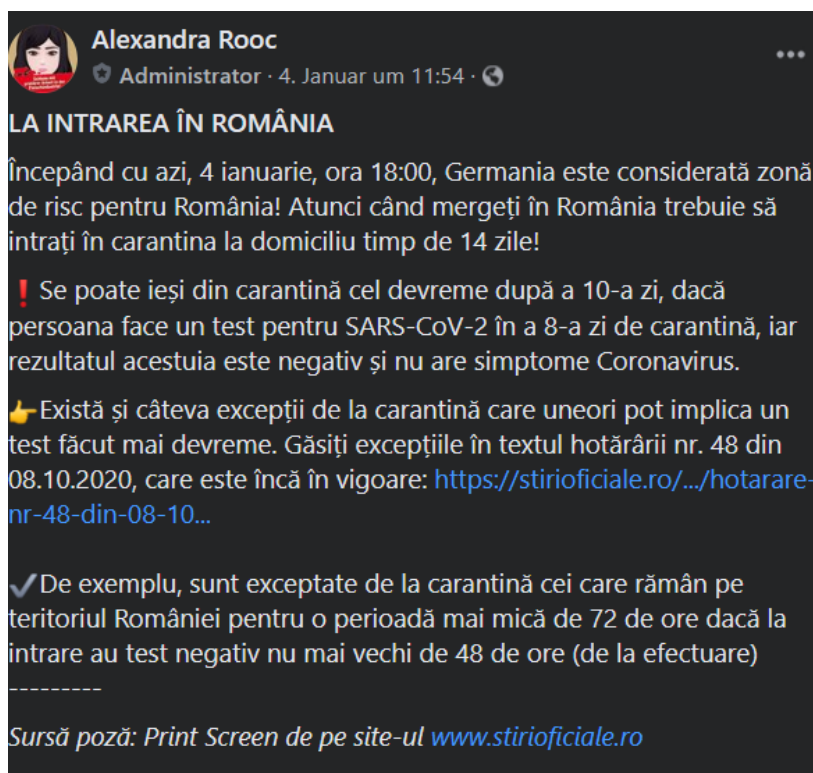 Alexandra Rooc
Administrator · 4. Januar um 11:54 ·
LA INTRAREA ÎN ROMÂNIA
Începând cu azi, 4 ianuarie, ora 18:00, Germania este considerată zonă
de risc pentru România! Atunci când mergeți în România trebuie să
intrați în carantina la domiciliu timp de 14 zile!
❗ Se poate ieși din carantină cel devreme după a 10-a zi, dacă
persoana face un test pentru SARS-CoV-2 în a 8-a zi de carantină, iar
rezultatul acestuia este negativ și nu are simptome Coronavirus.
👉Există și câteva excepții de la carantină care uneori pot implica un
test făcut mai devreme. Găsiți excepțiile în textul hotărârii nr. 48 din
08.10.2020, care este încă în vigoare: https://stirioficiale.ro/.../hotarare-
nr-48-din-08-10...
✔De exemplu, sunt exceptate de la carantină cei care rămân pe
teritoriul României pentru o perioadă mai mică de 72 de ore dacă la
intrare au test negativ nu mai vechi de 48 de ore (de la efectuare)
---------
Sursă poză: Print Screen de pe site-ul www.stirioficiale.ro